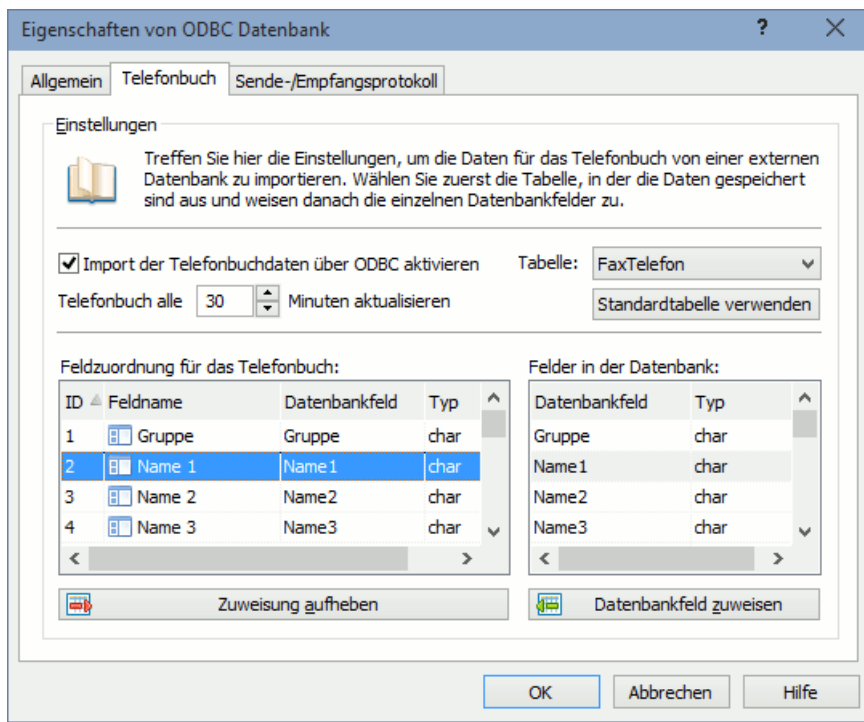 Eigenschaften von ODBC Datenbank ?
Allgemein Telefonbuch Sende-/Empfangsprotokoll
Einstellungen
Treffen Sie hier die Einstellungen, um die Daten für das Telefonbuch von einer externen
Datenbank zu importieren. Wählen Sie zuerst die Tabelle, in der die Daten gespeichert
sind aus und weisen danach die einzelnen Datenbankfelder zu.
Import der Telefonbuchdaten über ODBC aktivieren Tabelle: FaxTelefon
Telefonbuch alle 30 Minuten aktualisieren Standardtabelle verwenden
Feldzuordnung für das Telefonbuch: Felder in der Datenbank:
ID Feldname Datenbankfeld Typ Datenbankfeld Typ
1 Gruppe Gruppe char Gruppe char
2 Name 1 Name1 char Name1 char
3 Name 2 Name2 char Name2 char
4 Name 3 Name3 char Name3 char
Zuweisung aufheben Datenbankfeld zuweisen
OK Abbrechen Hilfe